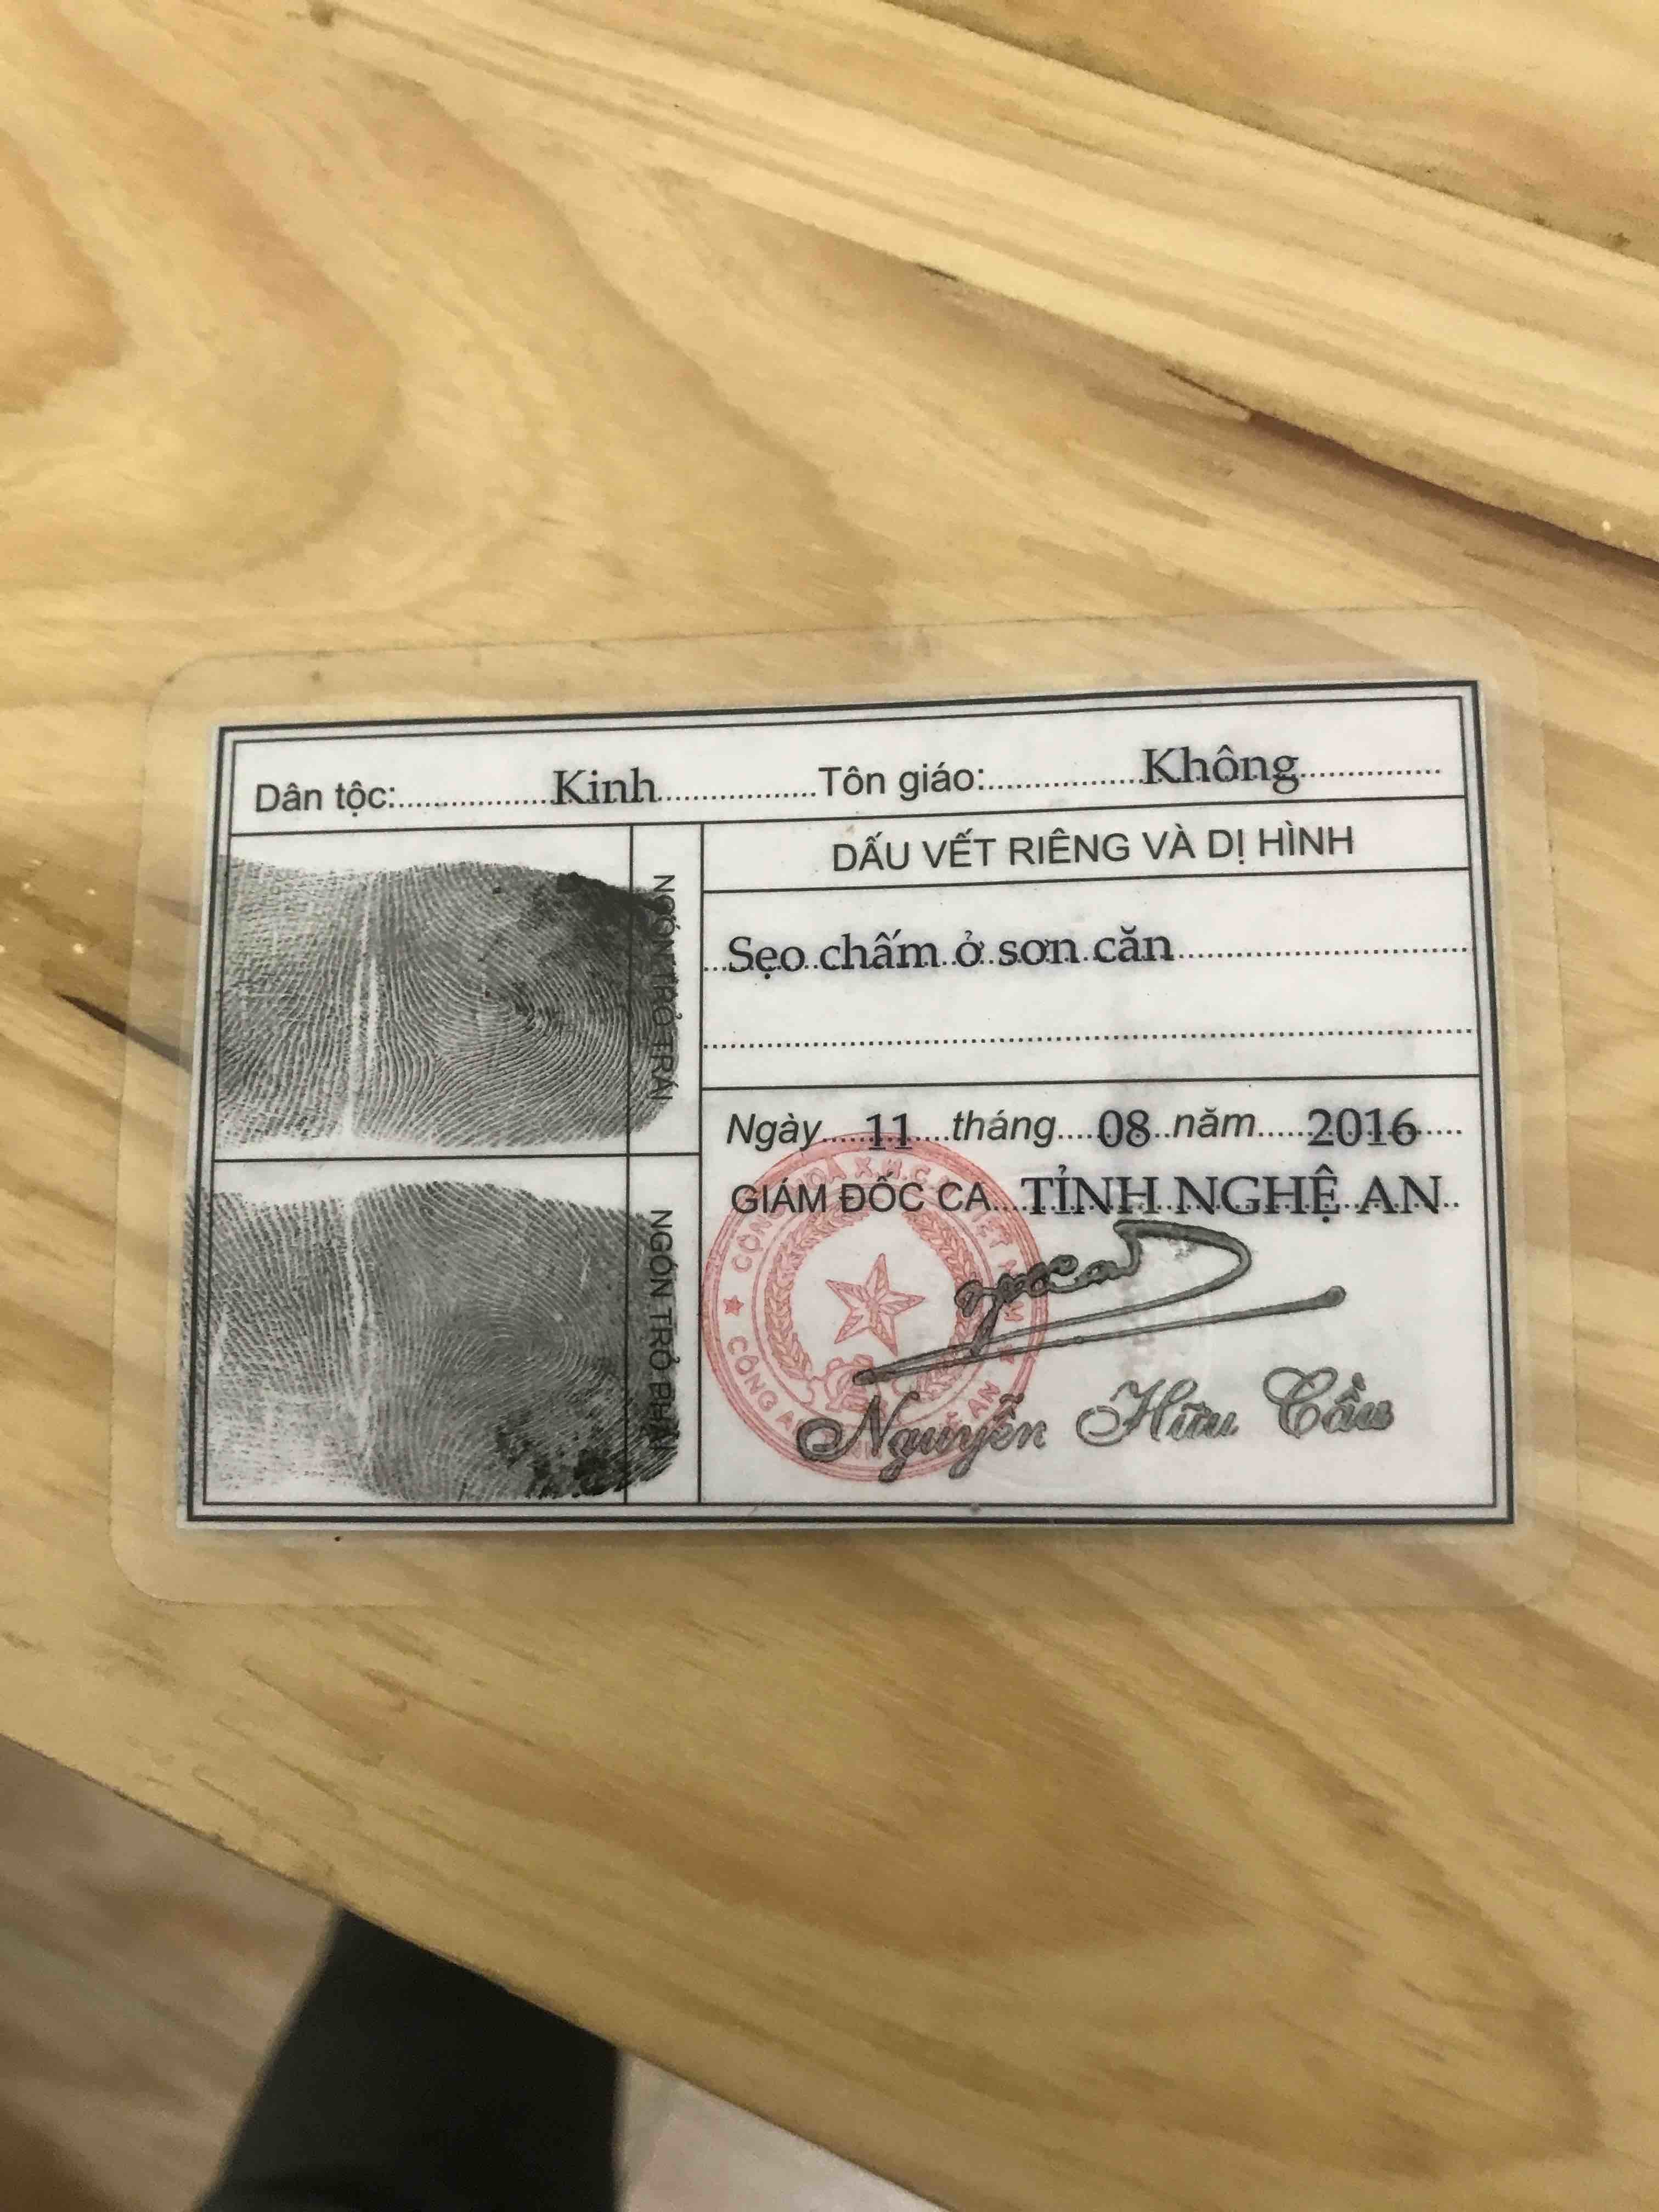 Dân tộc: Kinh Tôn giáo: Không
NGÓN TRỎ TRÁI
DẤU VẾT RIÊNG VÀ DỊ HÌNH
Sẹo chấm ở sơn căn
Ngày 11 tháng 08 năm 2016
GIÁM ĐỐC CA TỈNH NGHỆ AN
NGÓN TRỎ PHẢI
Nguyễn Hữu Cầu